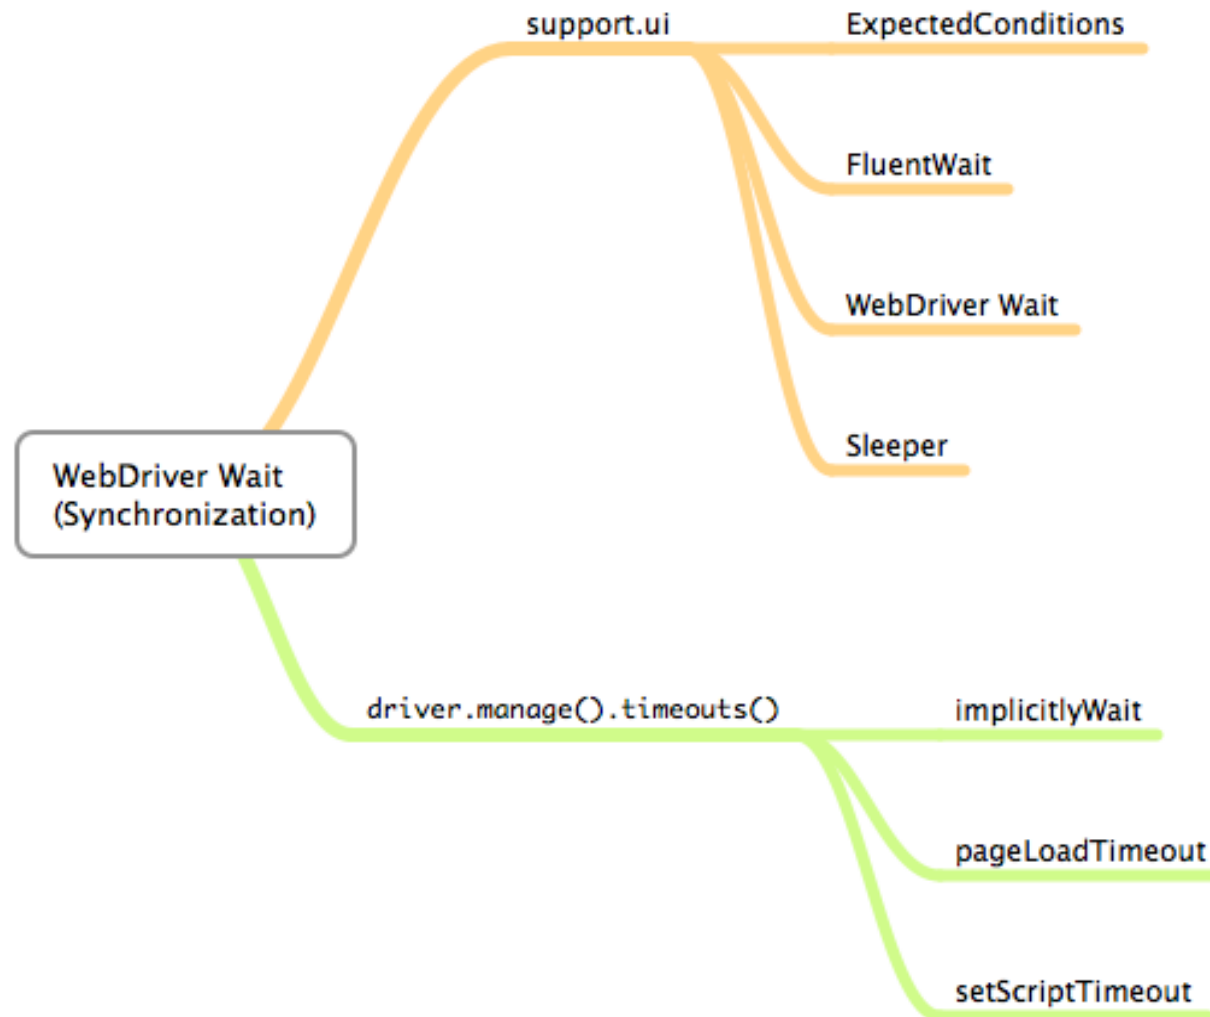 support.ui
ExpectedConditions
FluentWait
WebDriver Wait
Sleeper
WebDriver Wait
(Synchronization)
driver.manage().timeouts()
implicitlyWait
pageLoadTimeout
setScriptTimeout